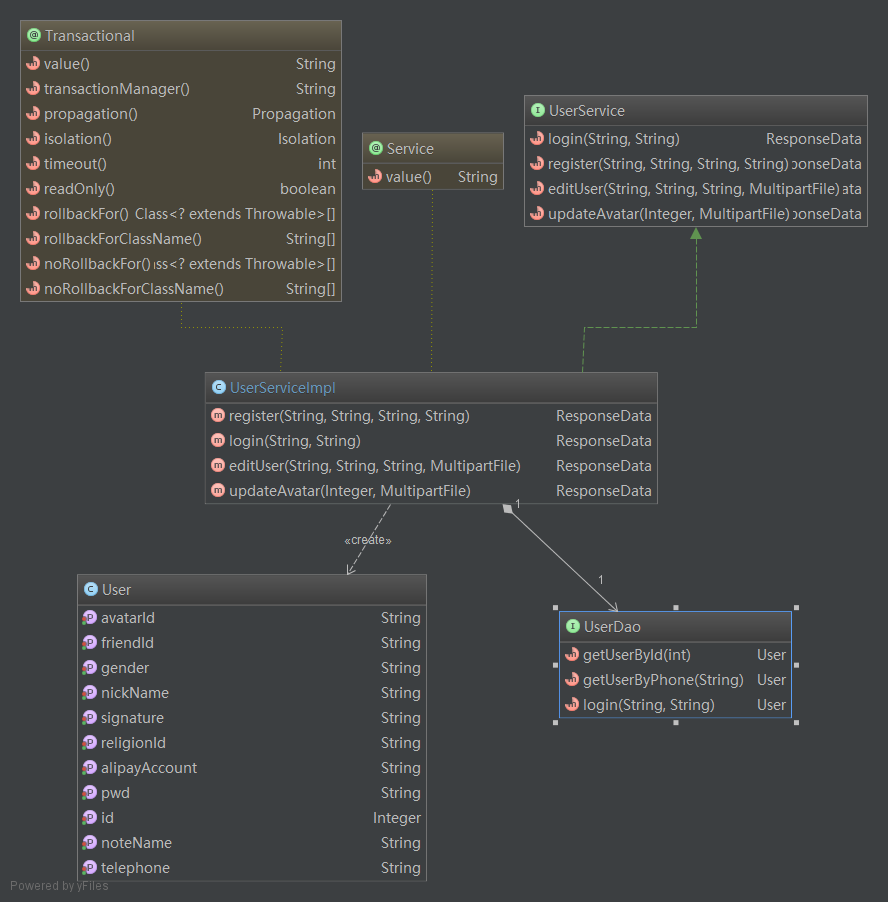 Transactional
value() String
transactionManager() String
propagation() Propagation
isolation() Isolation
timeout() int
readOnly() boolean
rollbackFor() Class<? extends Throwable>[]
rollbackForClassName() String[]
noRollbackFor() ss<? extends Throwable>[]
noRollbackForClassName() String[]
Service
value() String
UserService
login(String, String) ResponseData
register(String, String, String, String) ponseData
editUser(String, String, String, MultipartFile) ata
updateAvatar(Integer, MultipartFile) ponseData
UserServiceImpl
register(String, String, String, String) ResponseData
login(String, String) ResponseData
editUser(String, String, String, MultipartFile) ResponseData
updateAvatar(Integer, MultipartFile) ResponseData
1
«create»
1
User
avatarId String
friendId String
gender String
nickName String
signature String
religionId String
alipayAccount String
pwd String
id Integer
noteName String
telephone String
UserDao
getUserById(int) User
getUserByPhone(String) User
login(String, String) User
Powered by yFiles